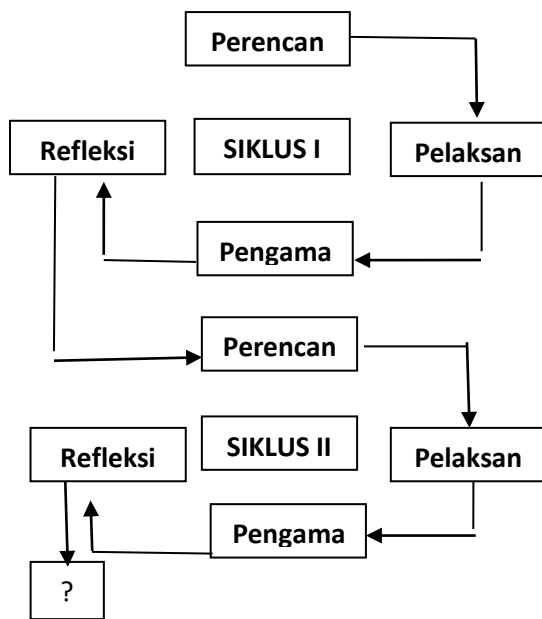 Perencan
Refleksi
SIKLUS I
Pelaksan
Pengama
Perencan
Refleksi
SIKLUS II
Pelaksan
Pengama
?